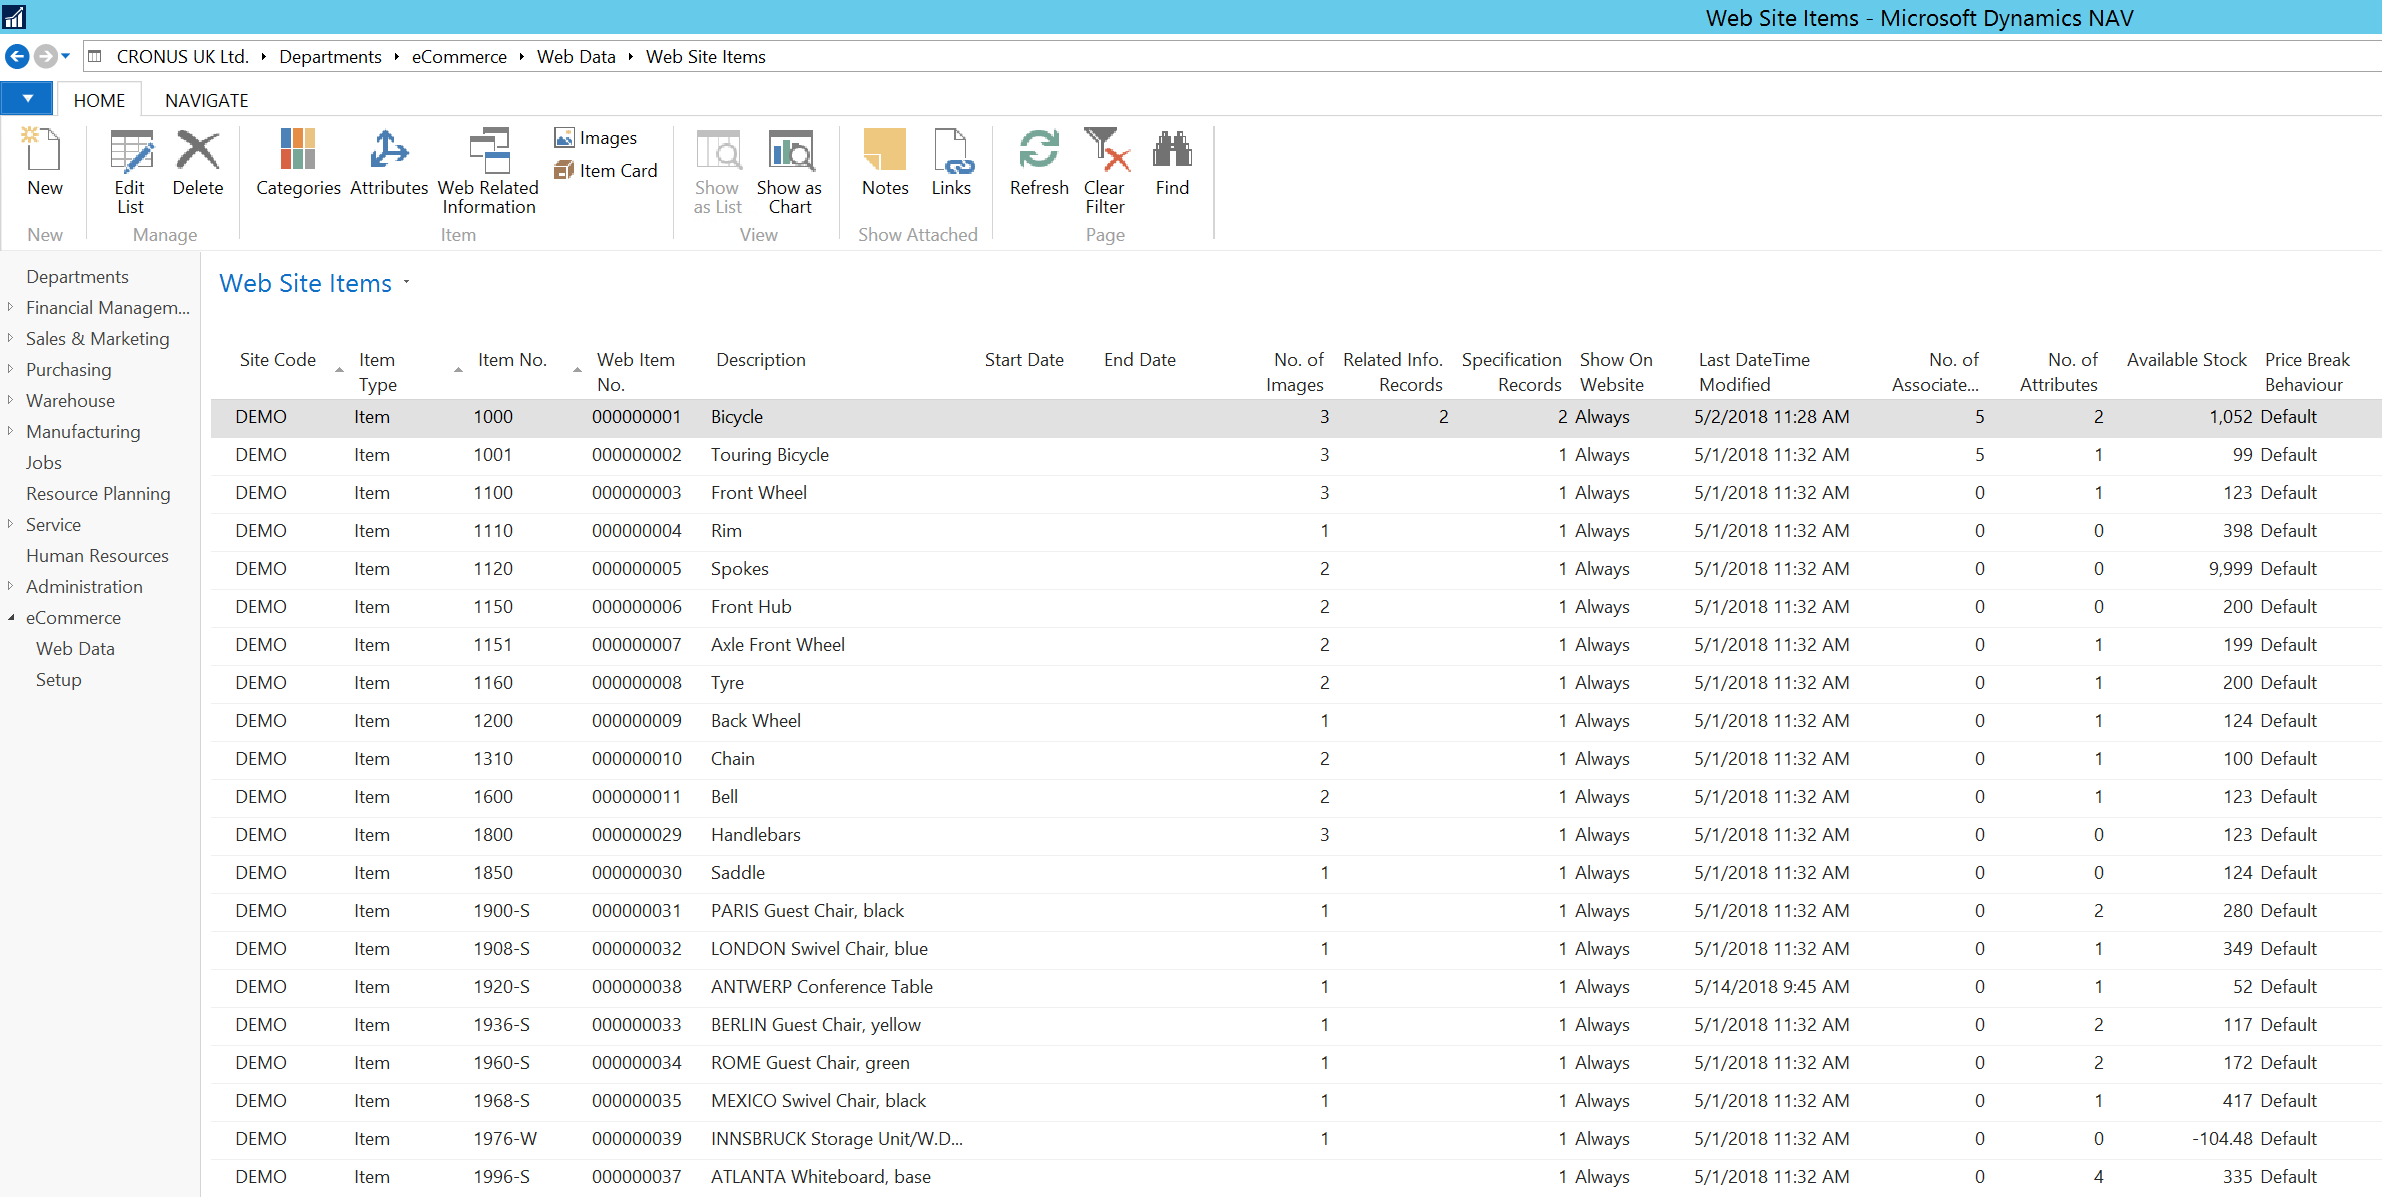 Web Site Items - Microsoft Dynamics NAV
CRONUS UK Ltd. Departments eCommerce Web Data Web Site Items
HOME NAVIGATE
New Edit List Delete Categories Attributes Web Related Information Images Item Card Show as List Show as Chart Notes Links Refresh Clear Filter Find
New Manage Item View Show Attached Page
Departments
Financial Managem...
Sales & Marketing
Purchasing
Warehouse
Manufacturing
Jobs
Resource Planning
Service
Human Resources
Administration
eCommerce
Web Data
Setup
Web Site Items
Site Code Item Type Item No. Web Item No. Description Start Date End Date No. of Images Related Info. Records Specification Records Show On Website Last DateTime Modified No. of Associate... No. of Attributes Available Stock Price Break Behaviour
DEMO Item 1000 000000001 Bicycle 3 2 2 Always 5/2/2018 11:28 AM 5 2 1,052 Default
DEMO Item 1001 000000002 Touring Bicycle 3 1 Always 5/1/2018 11:32 AM 5 1 99 Default
DEMO Item 1100 000000003 Front Wheel 3 1 Always 5/1/2018 11:32 AM 0 1 123 Default
DEMO Item 1110 000000004 Rim 1 1 Always 5/1/2018 11:32 AM 0 0 398 Default
DEMO Item 1120 000000005 Spokes 2 1 Always 5/1/2018 11:32 AM 0 0 9,999 Default
DEMO Item 1150 000000006 Front Hub 2 1 Always 5/1/2018 11:32 AM 0 0 200 Default
DEMO Item 1151 000000007 Axle Front Wheel 2 1 Always 5/1/2018 11:32 AM 0 1 199 Default
DEMO Item 1160 000000008 Tyre 2 1 Always 5/1/2018 11:32 AM 0 1 200 Default
DEMO Item 1200 000000009 Back Wheel 1 1 Always 5/1/2018 11:32 AM 0 1 124 Default
DEMO Item 1310 000000010 Chain 2 1 Always 5/1/2018 11:32 AM 0 1 100 Default
DEMO Item 1600 000000011 Bell 2 1 Always 5/1/2018 11:32 AM 0 1 123 Default
DEMO Item 1800 000000029 Handlebars 3 1 Always 5/1/2018 11:32 AM 0 0 123 Default
DEMO Item 1850 000000030 Saddle 1 1 Always 5/1/2018 11:32 AM 0 0 124 Default
DEMO Item 1900-S 000000031 PARIS Guest Chair, black 1 1 Always 5/1/2018 11:32 AM 0 2 280 Default
DEMO Item 1908-S 000000032 LONDON Swivel Chair, blue 1 1 Always 5/1/2018 11:32 AM 0 1 349 Default
DEMO Item 1920-S 000000038 ANTWERP Conference Table 1 1 Always 5/14/2018 9:45 AM 0 1 52 Default
DEMO Item 1936-S 000000033 BERLIN Guest Chair, yellow 1 1 Always 5/1/2018 11:32 AM 0 2 117 Default
DEMO Item 1960-S 000000034 ROME Guest Chair, green 1 1 Always 5/1/2018 11:32 AM 0 2 172 Default
DEMO Item 1968-S 000000035 MEXICO Swivel Chair, black 1 1 Always 5/1/2018 11:32 AM 0 1 417 Default
DEMO Item 1976-W 000000039 INNSBRUCK Storage Unit/W.D... 1 1 Always 5/1/2018 11:32 AM 0 0 -104.48 Default
DEMO Item 1996-S 000000037 ATLANTA Whiteboard, base 1 Always 5/1/2018 11:32 AM 0 4 335 Default